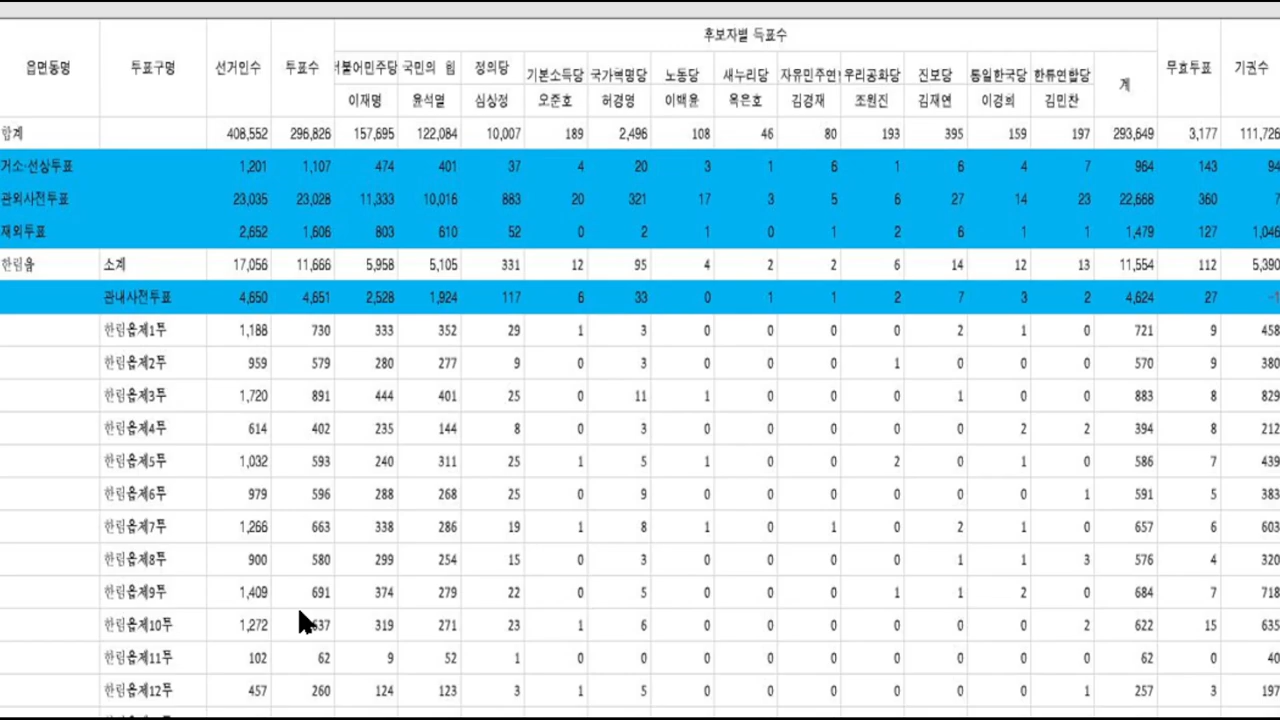 후보자별 득표수
읍면동명 투표구명 선거인수 투표수 더불어민주당 국민의 힘 정의당 기본소득당 국가혁명당 노동당 새누리당 자유민주연 우리공화당 진보당 통일한국당 한류연합당 계 무효투표 기권수
이재명 윤석열 심상정 오준호 허경영 이백윤 옥은호 김경재 조원진 김재연 이경희 김민찬
합계 408,552 296,826 157,695 122,084 10,007 189 2,496 108 46 80 193 395 159 197 293,649 3,177 111,726
거소·선상투표 1,201 1,107 474 401 37 4 20 3 1 6 1 6 4 7 964 143 94
관외사전투표 23,035 23,028 11,333 10,016 883 20 321 17 3 5 6 27 14 23 22,668 360 7
재외투표 2,652 1,606 803 610 52 0 2 1 0 1 2 6 1 1 1,479 127 1,046
한림읍 소계 17,056 11,666 5,958 5,105 331 12 95 4 2 2 6 14 12 13 11,554 112 5,390
관내사전투표 4,650 4,651 2,528 1,924 117 6 33 0 1 1 2 7 3 2 4,624 27 -1
한림읍제1투 1,188 730 333 352 29 1 3 0 0 0 0 2 1 0 721 9 458
한림읍제2투 959 579 280 277 9 0 3 0 0 0 1 0 0 0 570 9 380
한림읍제3투 1,720 891 444 401 25 0 11 1 0 0 0 1 0 0 883 8 829
한림읍제4투 614 402 235 144 8 0 3 0 0 0 0 0 2 2 394 8 212
한림읍제5투 1,032 593 240 311 25 1 5 1 0 0 2 0 1 0 586 7 439
한림읍제6투 979 596 288 268 25 0 9 0 0 0 0 0 0 1 591 5 383
한림읍제7투 1,266 663 338 286 19 1 8 1 0 1 0 2 1 0 657 6 603
한림읍제8투 900 580 299 254 15 0 3 0 0 0 0 1 1 3 576 4 320
한림읍제9투 1,409 691 374 279 22 0 5 0 0 0 1 1 2 0 684 7 718
한림읍제10투 1,272 637 319 271 23 1 6 0 0 0 0 0 0 2 622 15 635
한림읍제11투 102 62 9 52 1 0 0 0 0 0 0 0 0 0 62 0 40
한림읍제12투 457 260 124 123 3 1 5 0 0 0 0 0 0 1 257 3 197